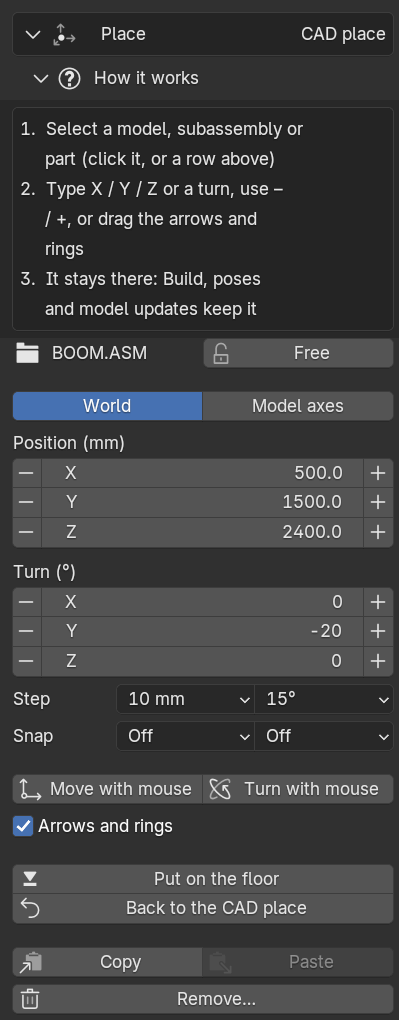 Place CAD place
How it works
1. Select a model, subassembly or
part (click it, or a row above)
2. Type X / Y / Z or a turn, use –
/ +, or drag the arrows and
rings
3. It stays there: Build, poses
and model updates keep it
BOOM.ASM Free
World Model axes
Position (mm)
X 500.0
Y 1500.0
Z 2400.0
Turn (°)
X 0
Y -20
Z 0
Step 10 mm 15°
Snap Off Off
Move with mouse Turn with mouse
Arrows and rings
Put on the floor
Back to the CAD place
Copy Paste
Remove...